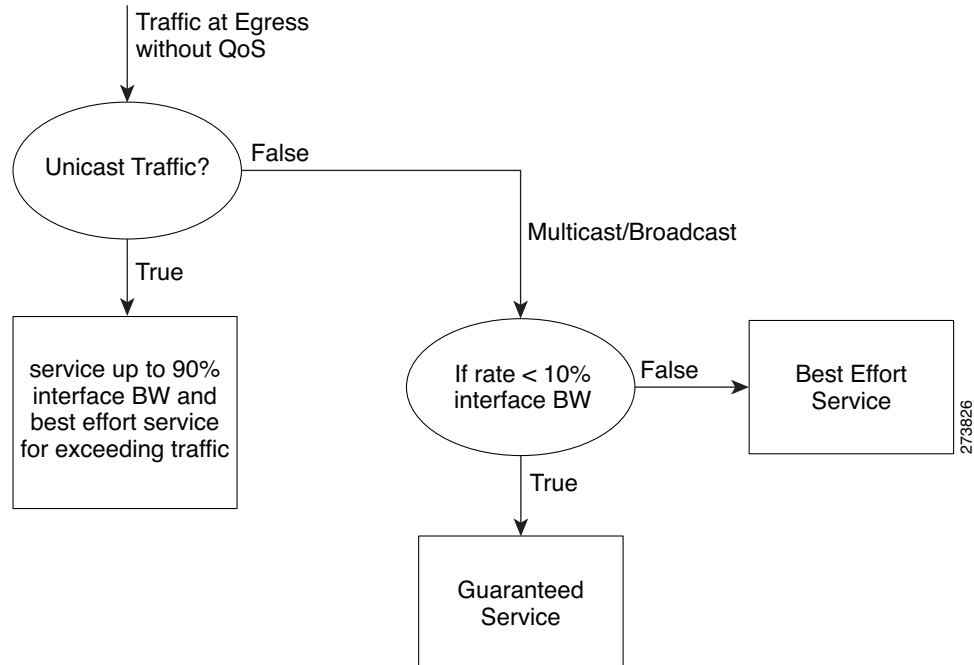 Traffic at Egress
without QoS
Unicast Traffic?
False
Multicast/Broadcast
True
service up to 90%
interface BW and
best effort service
for exceeding traffic
If rate < 10%
interface BW
False
Best Effort
Service
273826
True
Guaranteed
Service